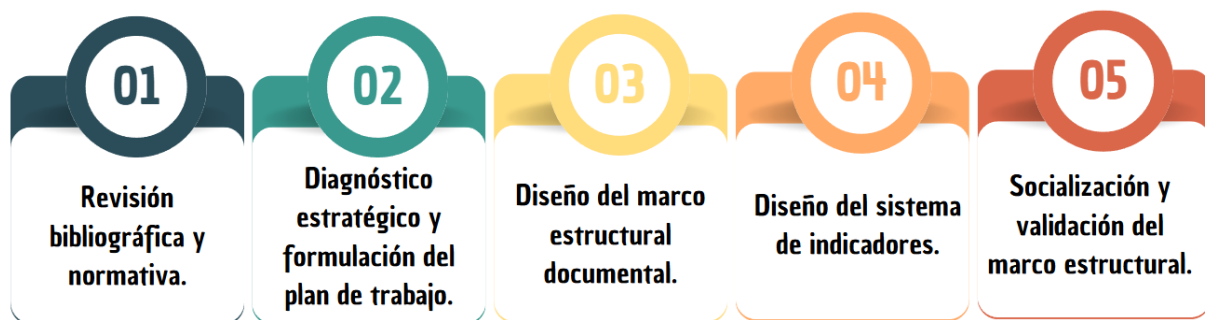 01
Revisión
bibliográfica y
normativa.
02
Diagnóstico
estratégico y
formulación del
plan de trabajo.
03
Diseño del marco
estructural
documental.
04
Diseño del sistema
de indicadores.
05
Socialización y
validación del
marco estructural.